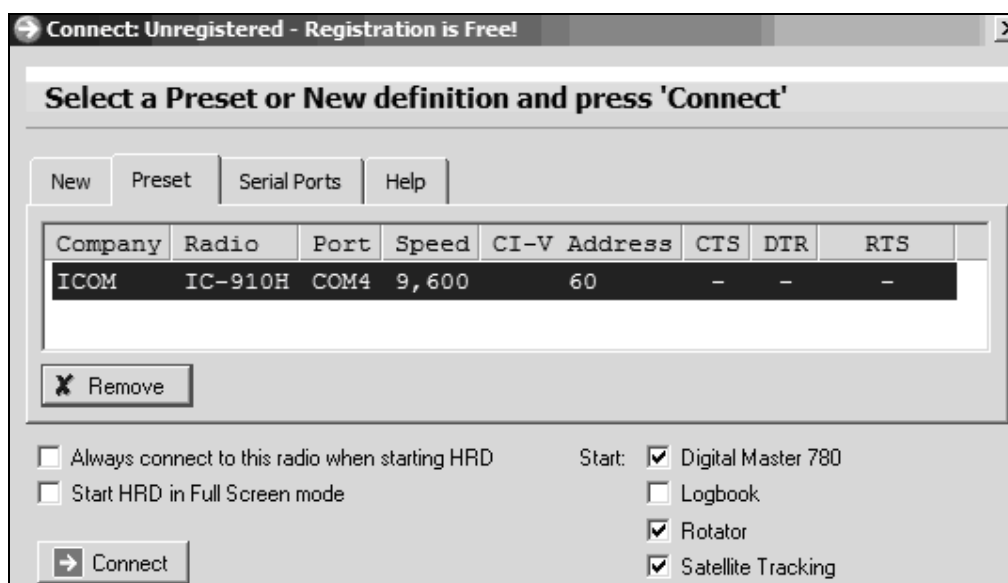 Connect: Unregistered - Registration is Free!
Select a Preset or New definition and press 'Connect'
New Preset Serial Ports Help
Company Radio Port Speed CI-V Address CTS DTR RTS
ICOM IC-910H COM4 9,600 60 - - -
Remove
Always connect to this radio when starting HRD Start: Digital Master 780
Start HRD in Full Screen mode Logbook
Rotator
Connect Satellite Tracking